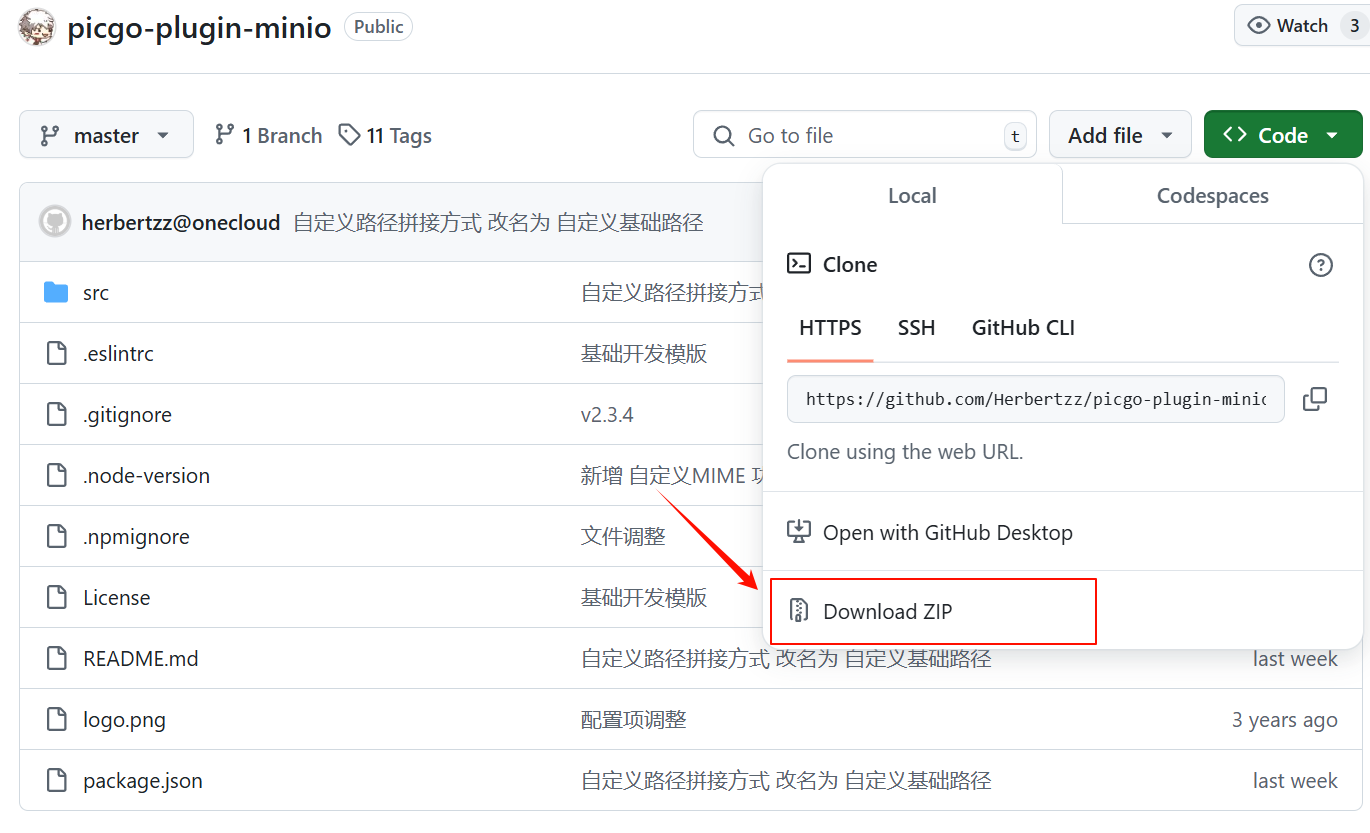 picgo-plugin-minio Public
Watch 3
master 1 Branch 11 Tags
Go to file t Add file Code
Local Codespaces
herbertzz@onecloud 自定义路径拼接方式 改名为 自定义基础路径
Clone
src 自定义路径拼接方式
HTTPS SSH GitHub CLI
.eslintrc 基础开发模版
https://github.com/Herbertzz/picgo-plugin-minio
.gitignore v2.3.4
Clone using the web URL.
.node-version 新增 自定义MIME
.npmignore 文件调整
Open with GitHub Desktop
License 基础开发模版
Download ZIP
README.md 自定义路径拼接方式 改名为 自定义基础路径 last week
logo.png 配置项调整 3 years ago
package.json 自定义路径拼接方式 改名为 自定义基础路径 last week